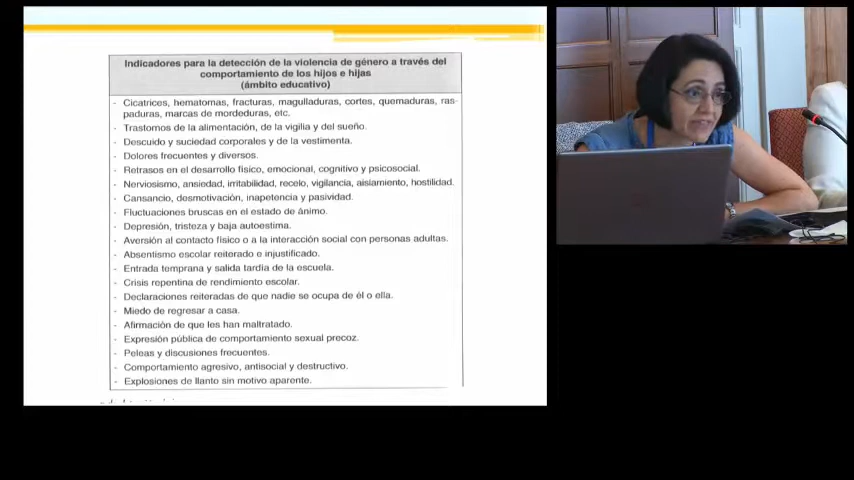 Indicadores para la detección de la violencia de género a través del
comportamiento de los hijos e hijas
(ámbito educativo)
- Cicatrices, hematomas, fracturas, magulladuras, cortes, quemaduras, ras-
paduras, marcas de mordeduras, etc.
- Trastornos de la alimentación, de la vigilia y del sueño.
- Descuido y suciedad corporales y de la vestimenta.
- Dolores frecuentes y diversos.
- Retrasos en el desarrollo físico, emocional, cognitivo y psicosocial.
- Nerviosismo, ansiedad, irritabilidad, recelo, vigilancia, aislamiento, hostilidad.
- Cansancio, desmotivación, inapetencia y pasividad.
- Fluctuaciones bruscas en el estado de ánimo.
- Depresión, tristeza y baja autoestima.
- Aversión al contacto físico o a la interacción social con personas adultas.
- Absentismo escolar reiterado e injustificado.
- Entrada temprana y salida tardía de la escuela.
- Crisis repentina de rendimiento escolar.
- Declaraciones reiteradas de que nadie se ocupa de él o ella.
- Miedo de regresar a casa.
- Afirmación de que les han maltratado.
- Expresión pública de comportamiento sexual precoz.
- Peleas y discusiones frecuentes.
- Comportamiento agresivo, antisocial y destructivo.
- Explosiones de llanto sin motivo aparente.